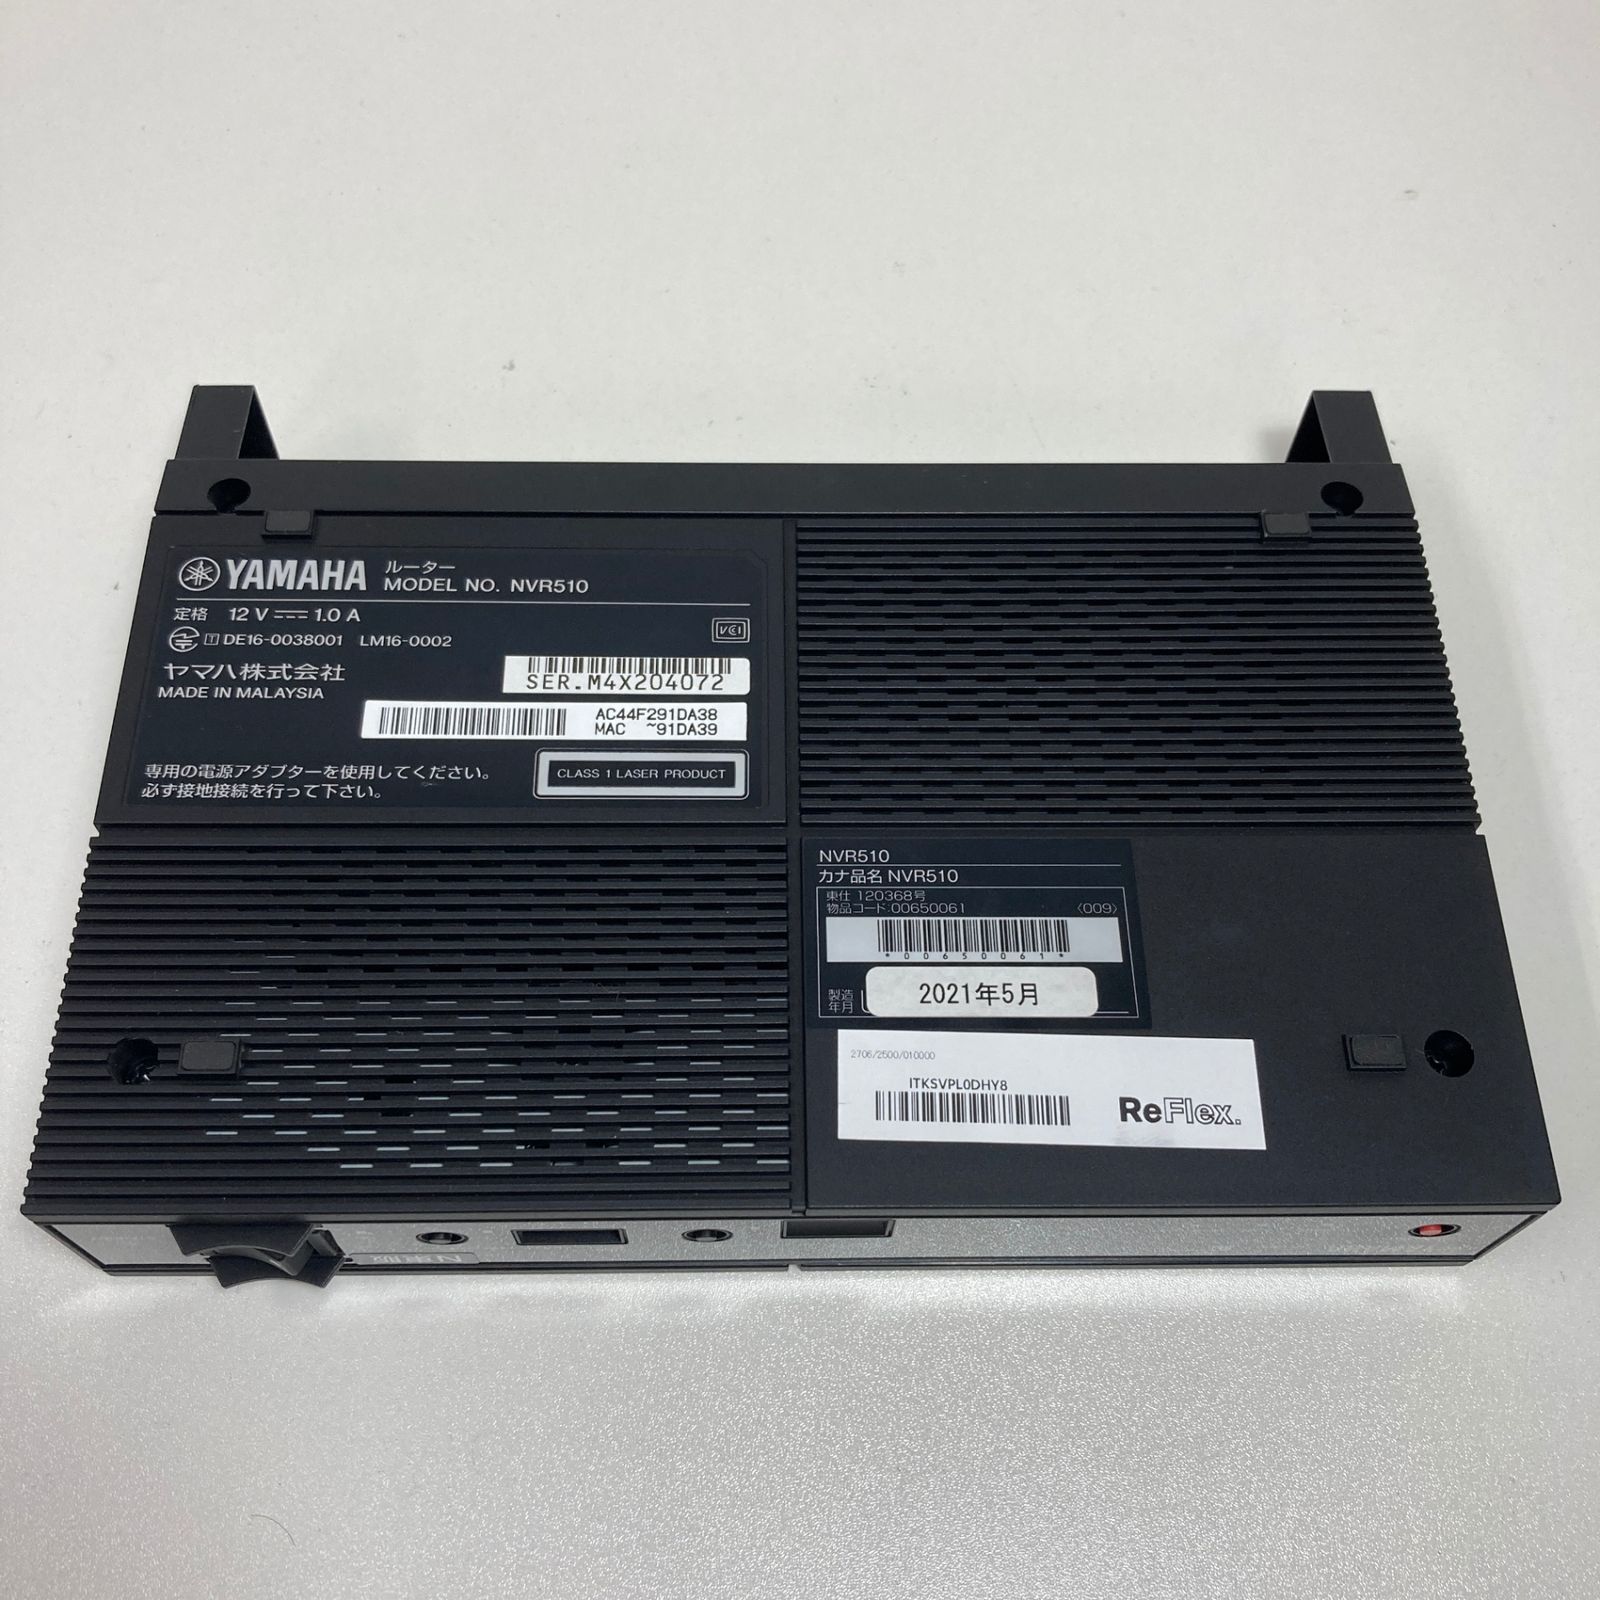 YAMAHA ルーター
MODEL NO. NVR510
定格 12 V 1.0 A
T DE16-0038001 LM16-0002
VCI
ヤマハ株式会社
MADE IN MALAYSIA
SER.M4X204072
AC44F291DA38
MAC ~91DA39
専用の電源アダプターを使用してください。
必ず接地接続を行って下さい。
CLASS 1 LASER PRODUCT
NVR510
カナ品名 NVR510
東仕 120368号
物品コード:00650061 〈009〉
*00650061*
製造年月 2021年5月
2706/2500/010000
ITKSVPL0DHY8
ReFlex.